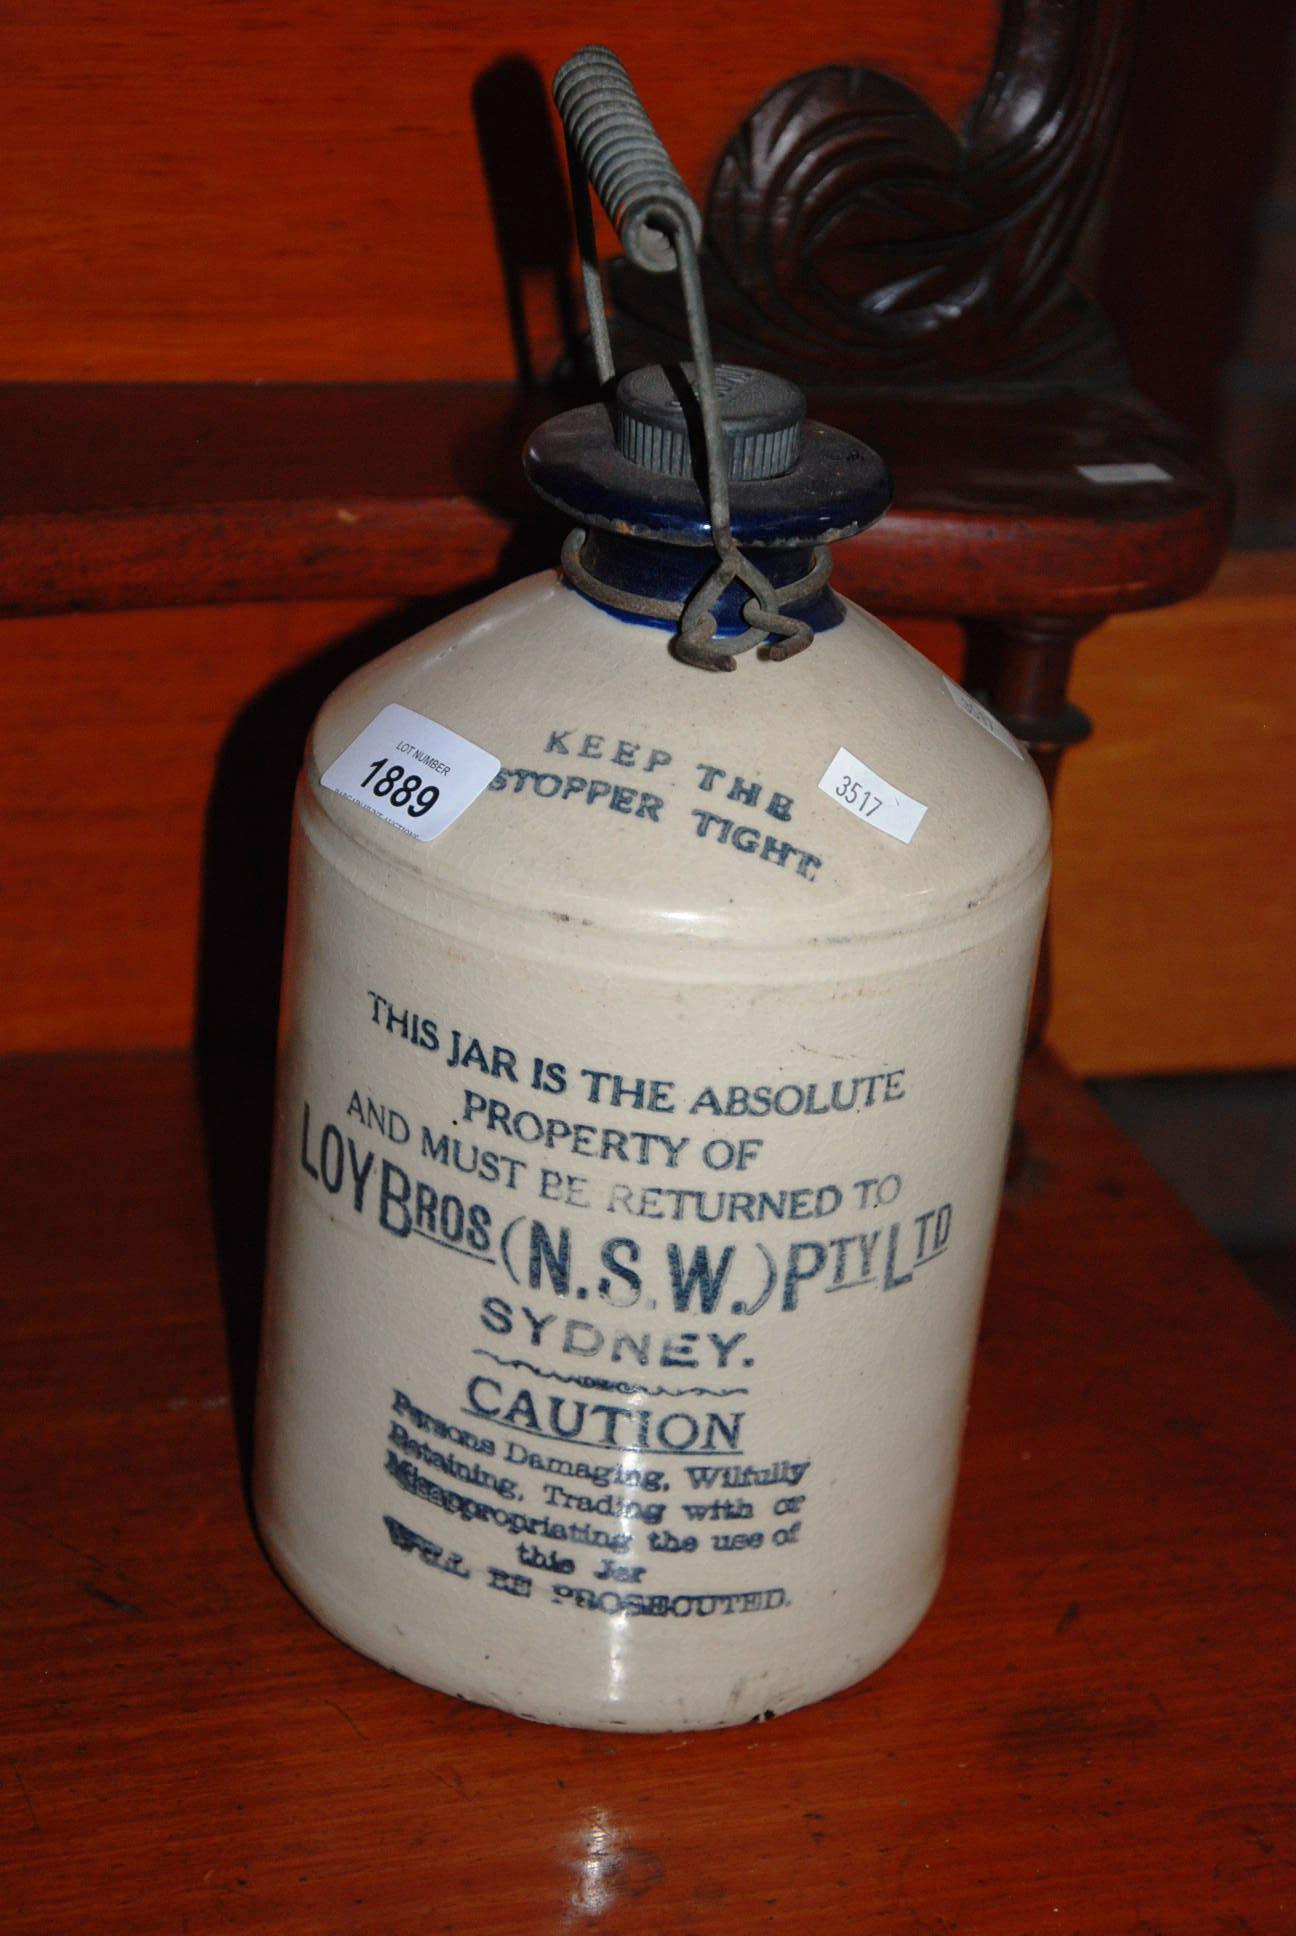 LOT NUMBER
1889
KEEP THE
STOPPER TIGHT.
3517
THIS JAR IS THE ABSOLUTE
PROPERTY OF
AND MUST BE RETURNED TO
LOY BROS (N.S.W.) PTY LTD
SYDNEY.
CAUTION
Persons Damaging, Wilfully
Retaining, Trading with or
Misappropriating the use of
this Jar
WILL BE PROSECUTED.